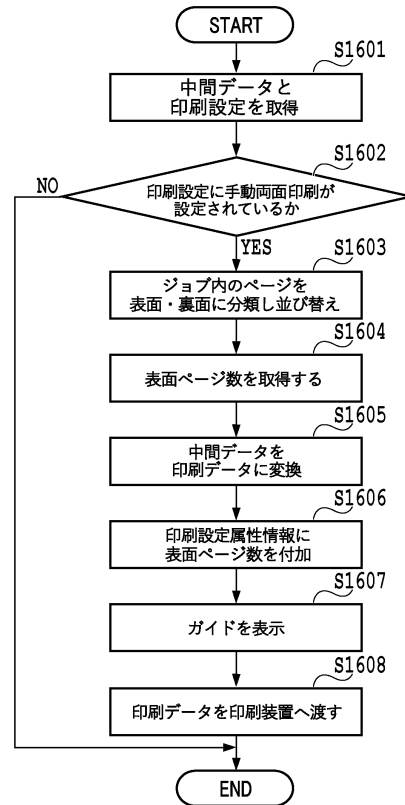 START
S1601
中間データと
印刷設定を取得
S1602
印刷設定に手動両面印刷が
設定されているか
NO
YES
S1603
ジョブ内のページを
表面・裏面に分類し並び替え
S1604
表面ページ数を取得する
S1605
中間データを
印刷データに変換
S1606
印刷設定属性情報に
表面ページ数を付加
S1607
ガイドを表示
S1608
印刷データを印刷装置へ渡す
END